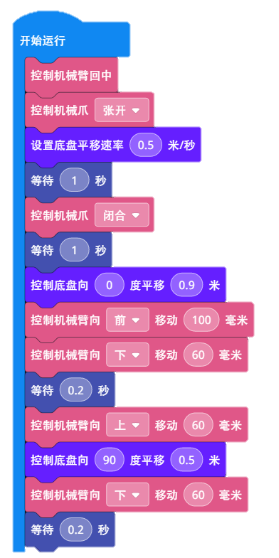 开始运行
控制机械臂回中
控制机械爪 张开
设置底盘平移速率 0.5 米/秒
等待 1 秒
控制机械爪 闭合
等待 1 秒
控制底盘向 0 度平移 0.9 米
控制机械臂向 前 移动 100 毫米
控制机械臂向 下 移动 60 毫米
等待 0.2 秒
控制机械臂向 上 移动 60 毫米
控制底盘向 90 度平移 0.5 米
控制机械臂向 下 移动 60 毫米
等待 0.2 秒